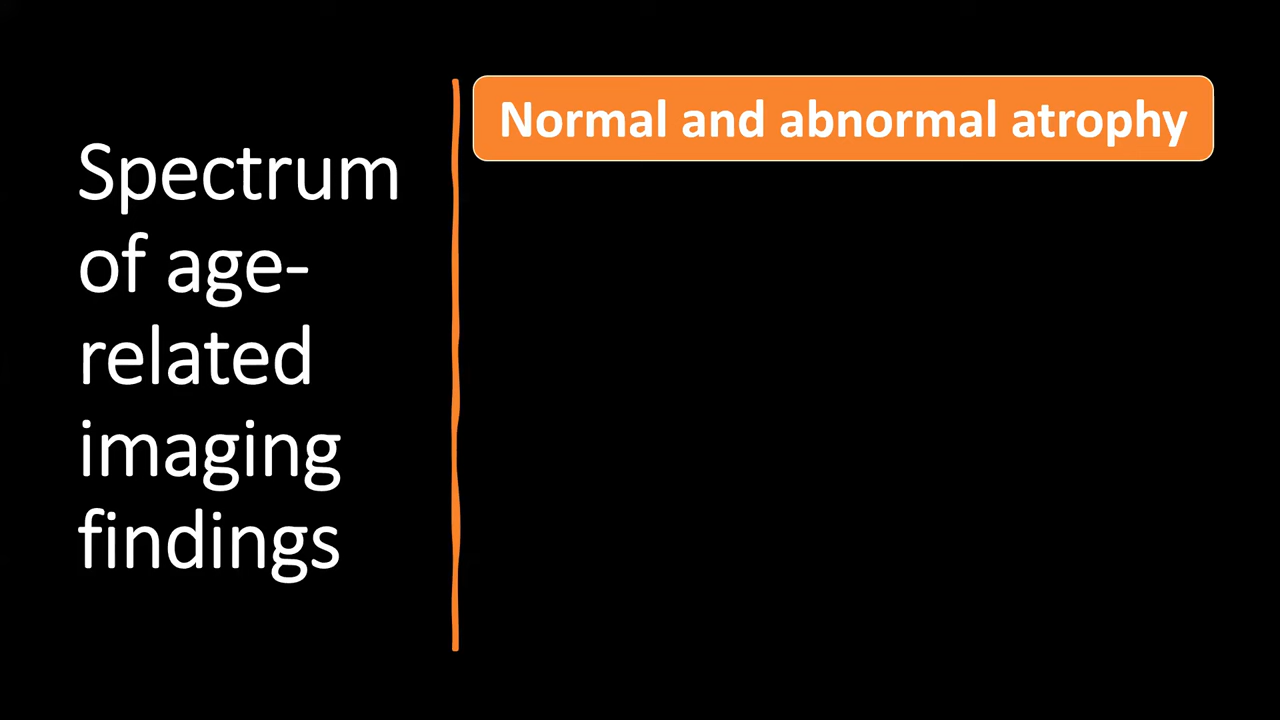 Spectrum
of age-
related
imaging
findings
Normal and abnormal atrophy